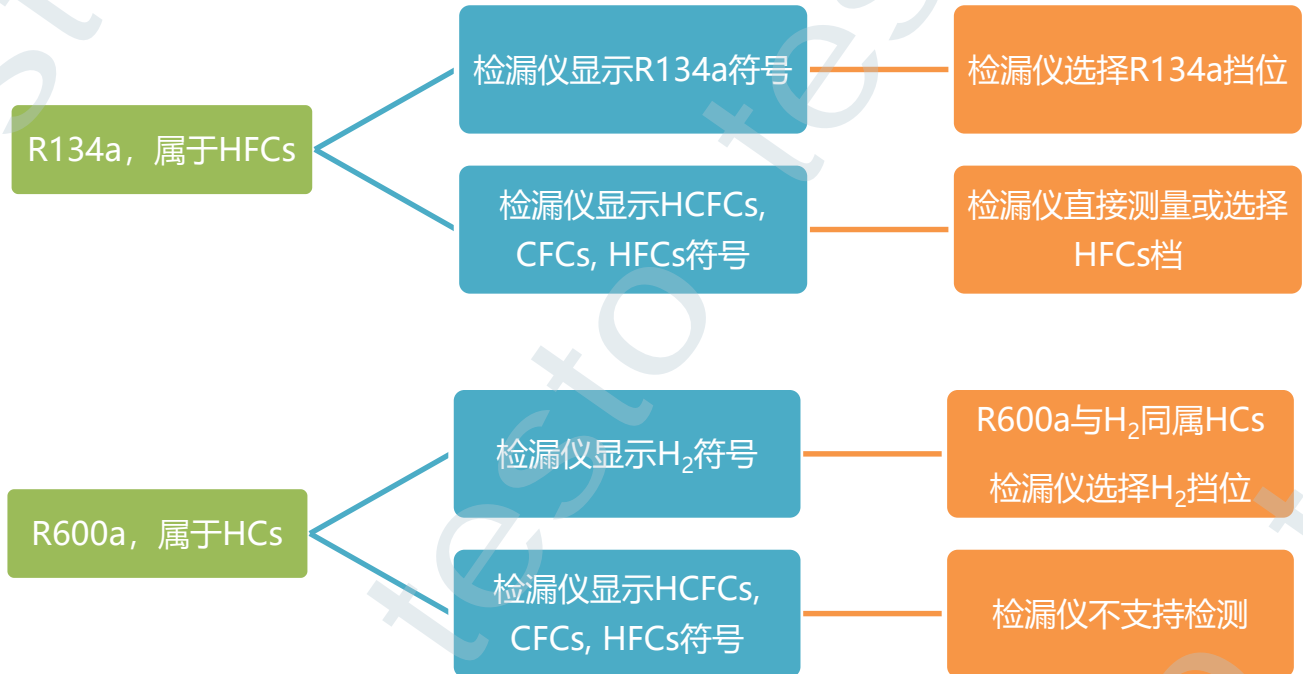 R134a，属于HFCs
检漏仪显示R134a符号
检漏仪选择R134a挡位
检漏仪显示HCFCs,
CFCs, HFCs符号
检漏仪直接测量或选择
HFCs档
R600a，属于HCs
检漏仪显示H₂符号
R600a与H₂同属HCs
检漏仪选择H₂挡位
检漏仪显示HCFCs,
CFCs, HFCs符号
检漏仪不支持检测
testo